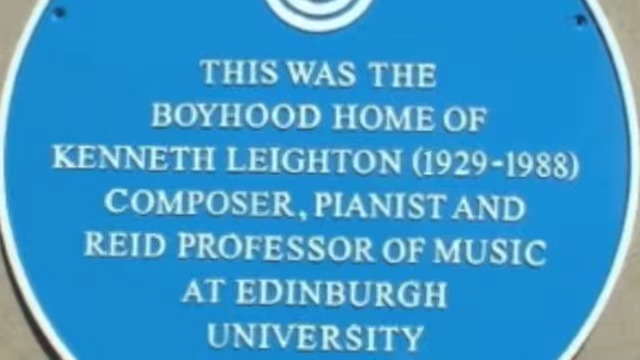 THIS WAS THE
BOYHOOD HOME OF
KENNETH LEIGHTON (1929-1988)
COMPOSER, PIANIST AND
REID PROFESSOR OF MUSIC
AT EDINBURGH
UNIVERSITY